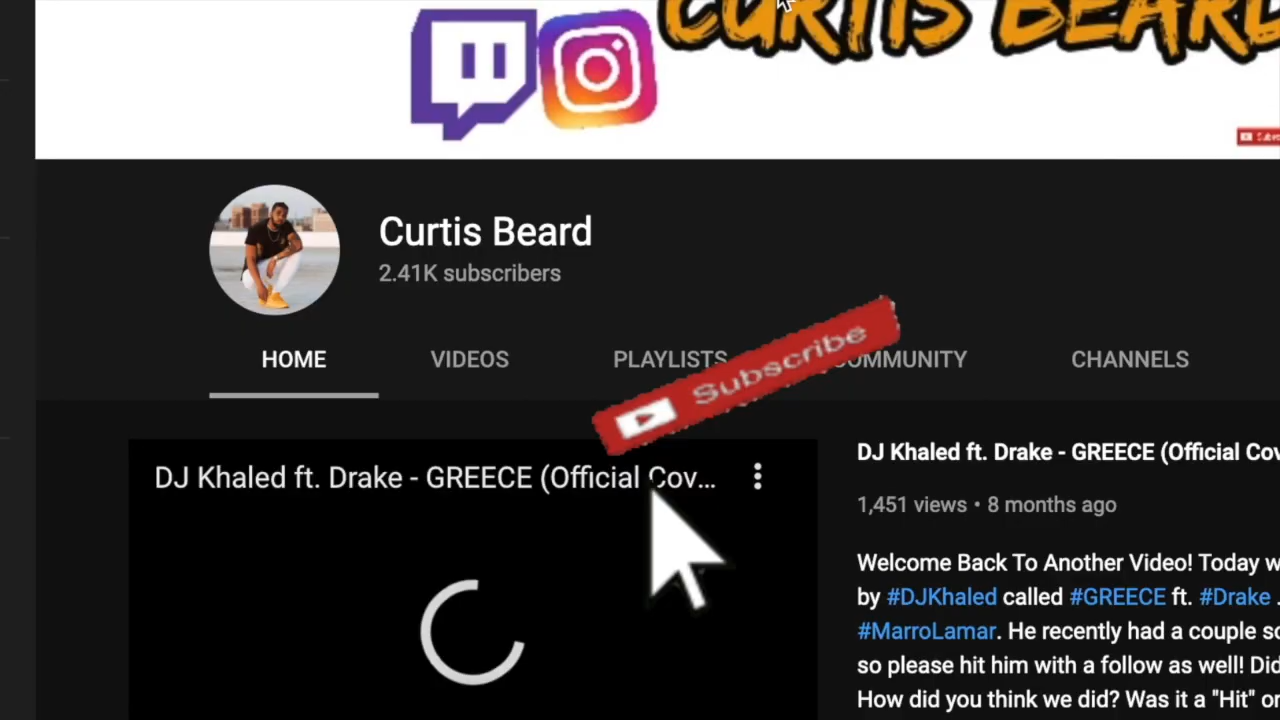 CURTIS BEARD
Curtis Beard
2.41K subscribers
HOME
VIDEOS
PLAYLISTS
Subscribe
COMMUNITY
CHANNELS
DJ Khaled ft. Drake - GREECE (Official Cov...
DJ Khaled ft. Drake - GREECE (Official Cov
1,451 views • 8 months ago
Welcome Back To Another Video! Today w
by #DJKhaled called #GREECE ft. #Drake .
#MarroLamar. He recently had a couple so
so please hit him with a follow as well! Did
How did you think we did? Was it a "Hit" or